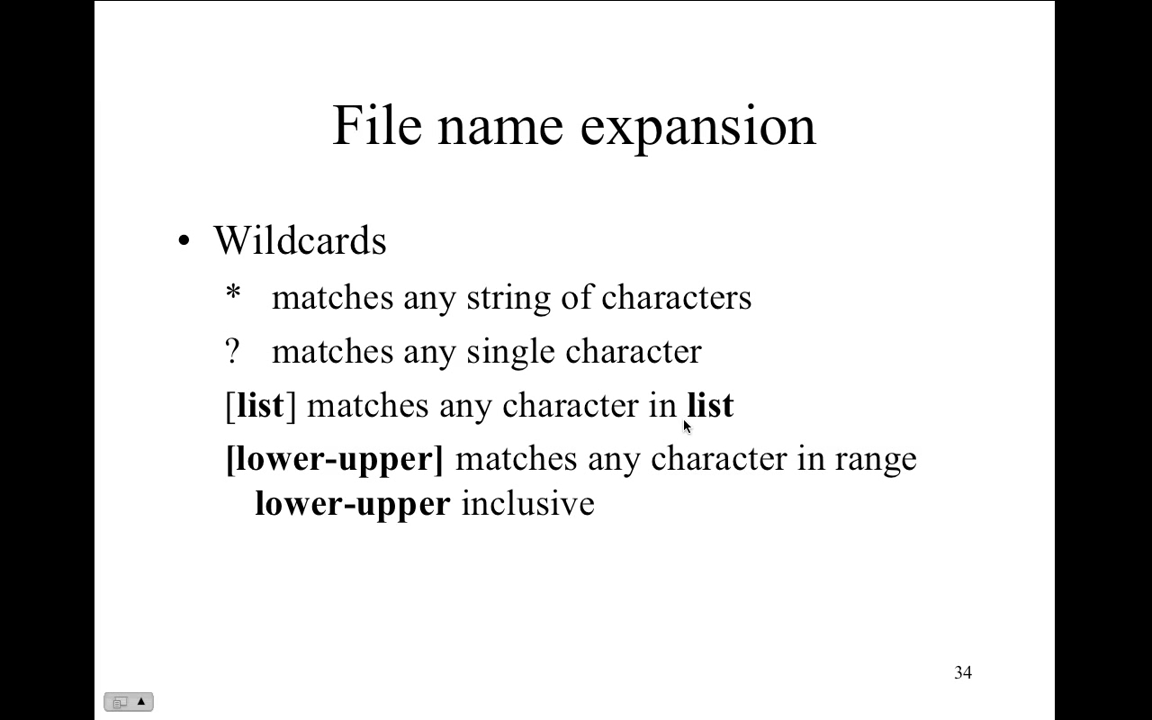 File name expansion
• Wildcards
* matches any string of characters
? matches any single character
[list] matches any character in list
[lower-upper] matches any character in range
lower-upper inclusive
34